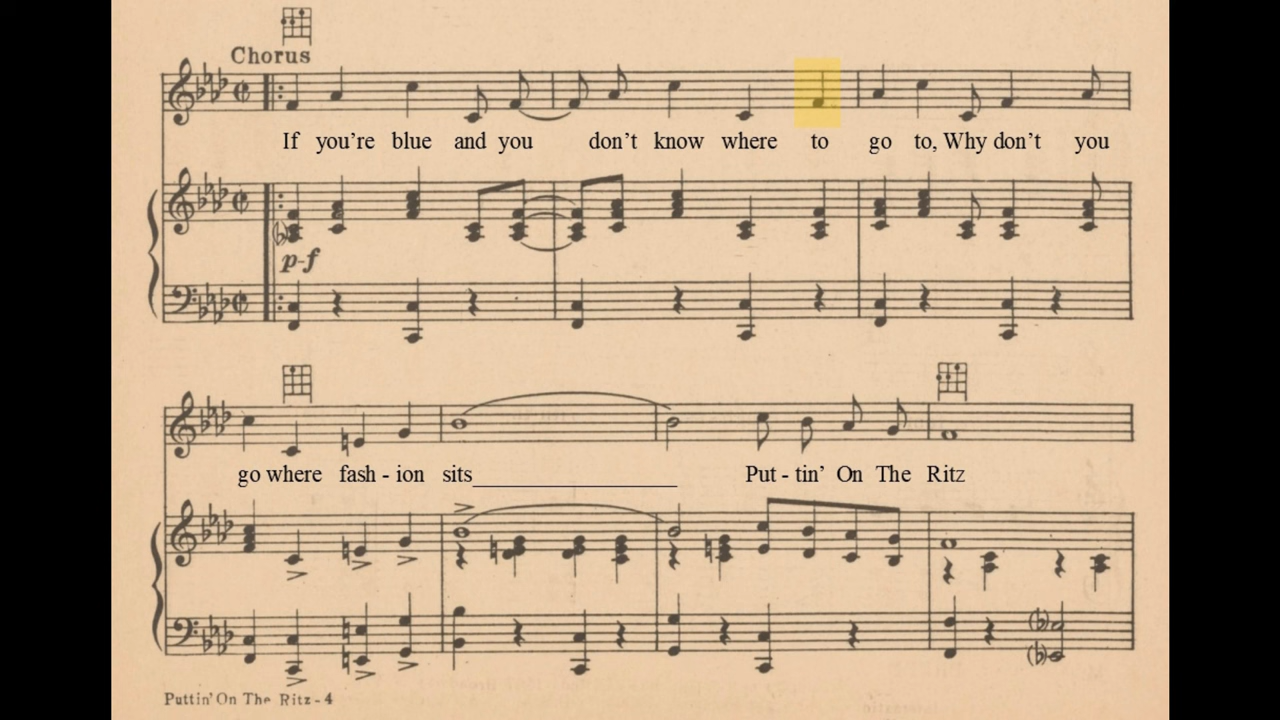 Chorus
If you're blue and you don't know where to go to, Why don't you
p-f
go where fash - ion sits_________________ Put - tin' On The Ritz
Puttin' On The Ritz - 4